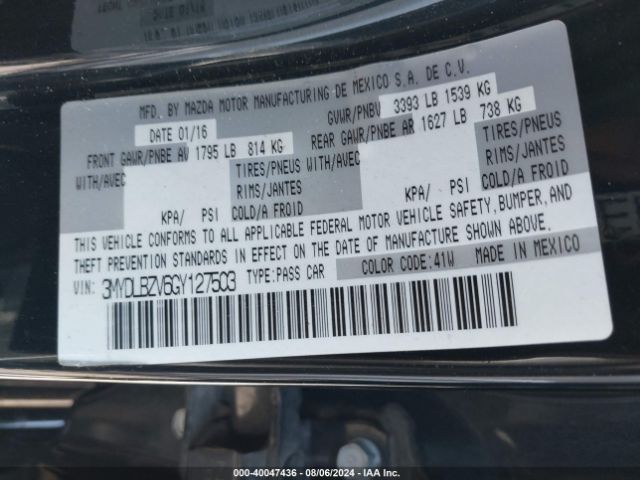 MFD. BY MAZDA MOTOR MANUFACTURING DE MEXICO S.A. DE C.V.
DATE 01/16 GVWR/PNBV 3393 LB 1539 KG
FRONT GAWR/PNBE AV 1795 LB 814 KG REAR GAWR/PNBE AR 1627 LB 738 KG
WITH/AVEC TIRES/PNEUS WITH/AVEC TIRES/PNEUS
RIMS/JANTES RIMS/JANTES
KPA/ PSI COLD/A FROID KPA/ PSI COLD/A FROID
THIS VEHICLE CONFORMS TO ALL APPLICABLE FEDERAL MOTOR VEHICLE SAFETY, BUMPER, AND
THEFT PREVENTION STANDARDS IN EFFECT ON THE DATE OF MANUFACTURE SHOWN ABOVE.
VIN: 3MYDLBZV6GY127503 TYPE:PASS CAR COLOR CODE:41W MADE IN MEXICO
000-40047436 - 08/06/2024 - IAA Inc.